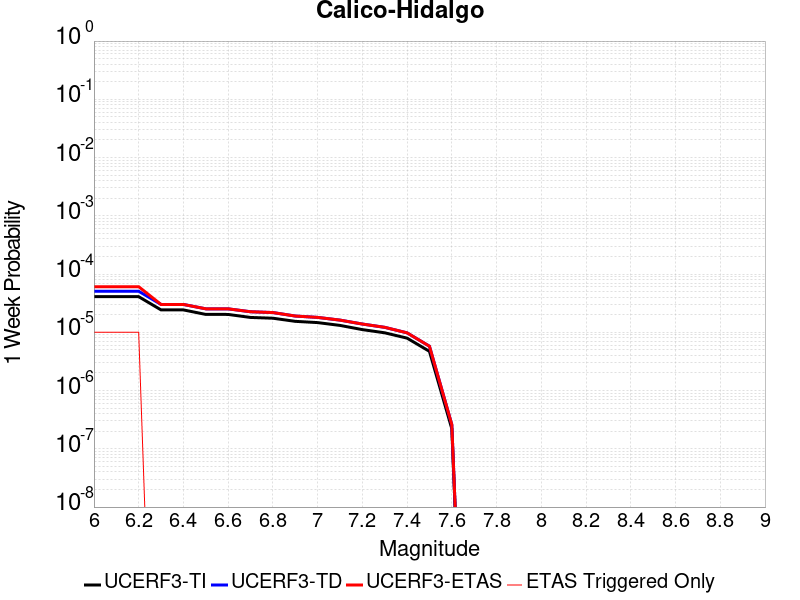 Calico-Hidalgo
1 Week Probability
10^0
10^-1
10^-2
10^-3
10^-4
10^-5
10^-6
10^-7
10^-8
6 6.2 6.4 6.6 6.8 7 7.2 7.4 7.6 7.8 8 8.2 8.4 8.6 8.8 9
Magnitude
UCERF3-TI UCERF3-TD UCERF3-ETAS ETAS Triggered Only